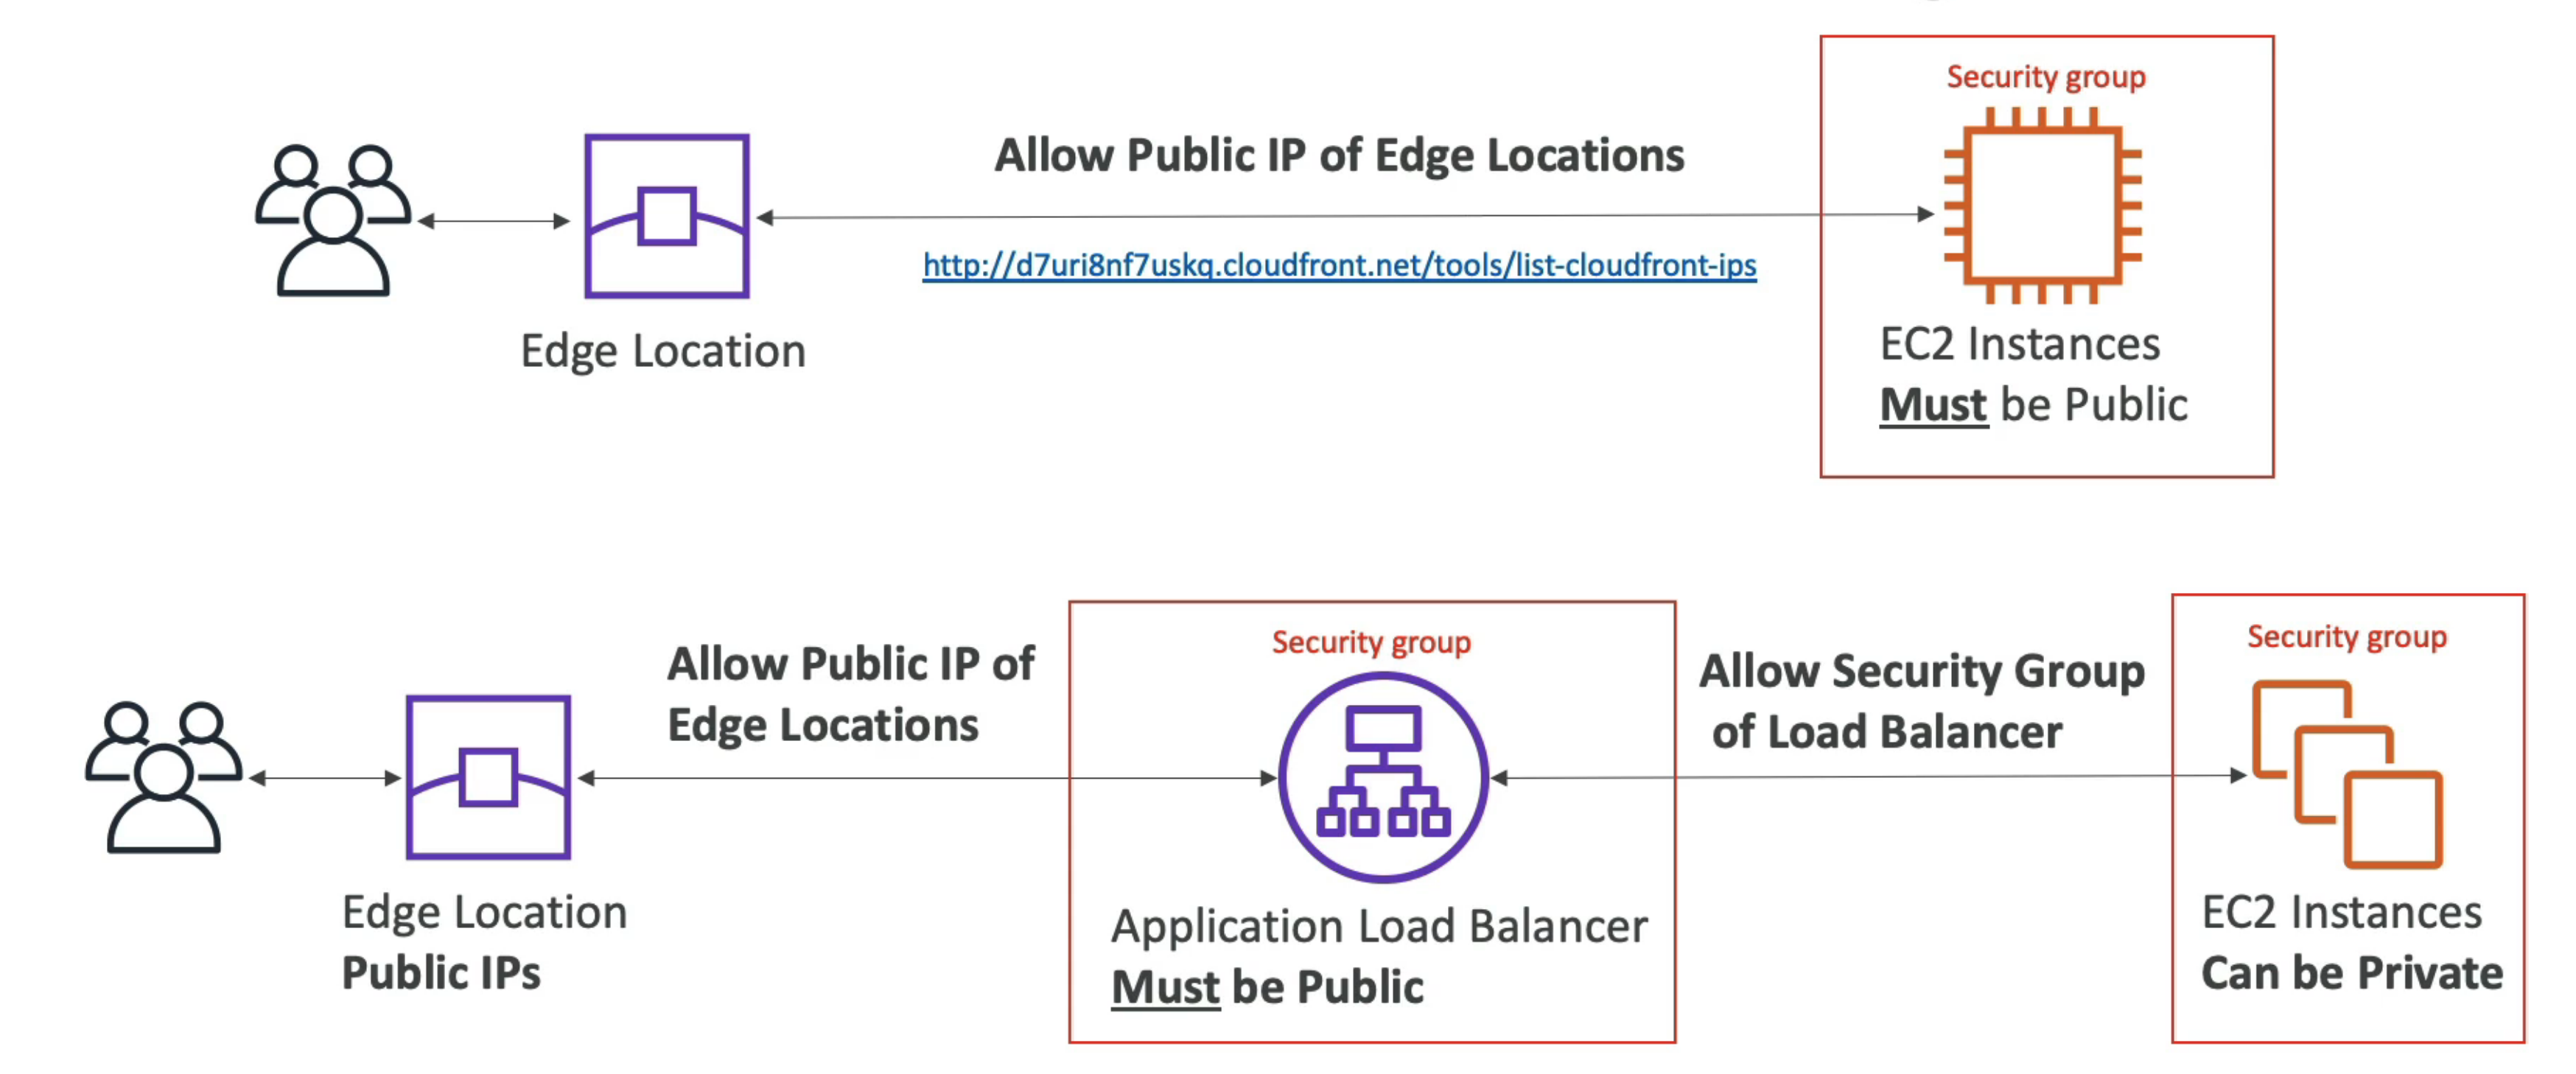 Security group
Allow Public IP of Edge Locations
http://d7uri8nf7uskq.cloudfront.net/tools/list-cloudfront-ips
Edge Location
EC2 Instances
Must be Public
Allow Public IP of
Edge Locations
Edge Location
Public IPs
Security group
Application Load Balancer
Must be Public
Allow Security Group
of Load Balancer
Security group
EC2 Instances
Can be Private